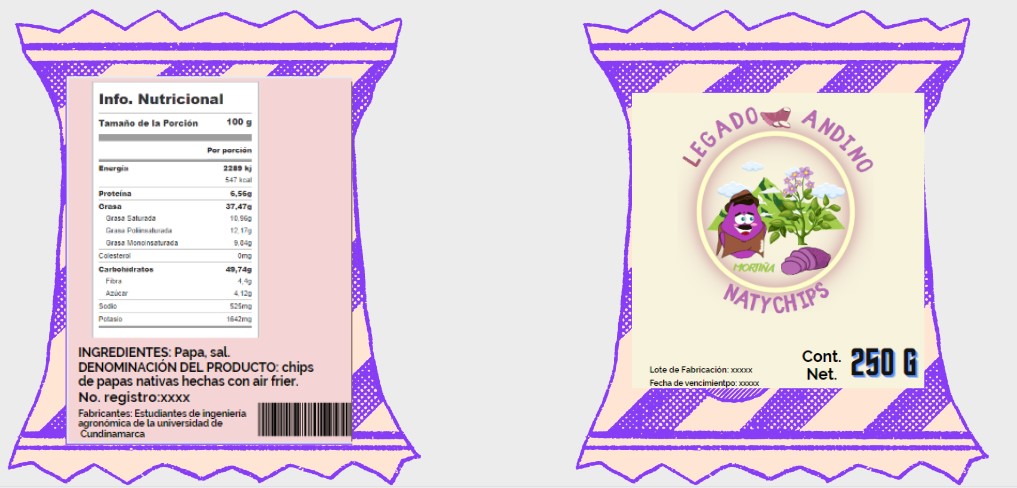 Info. Nutricional
Tamaño de la Porción 100 g
Por porción
Energía 2289 kj
547 kcal
Proteína 6,56g
Grasa 37,47g
Grasa Saturada 10,96g
Grasa Poliinsaturada 12,17g
Grasa Monoinsaturada 9,84g
Colesterol 0mg
Carbohidratos 49,74g
Fibra 4,4g
Azúcar 4,12g
Sodio 525mg
Potasio 1642mg
INGREDIENTES: Papa, sal.
DENOMINACIÓN DEL PRODUCTO: chips
de papas nativas hechas con air frier.
No. registro:xxxx
Fabricantes: Estudiantes de ingeniería
agronómica de la universidad de
Cundinamarca
LEGADO ANDINO
MORTIÑA
NATYCHIPS
Cont.
Net. 250 G
Lote de Fabricación: xxxxx
Fecha de vencimientpo: xxxxx